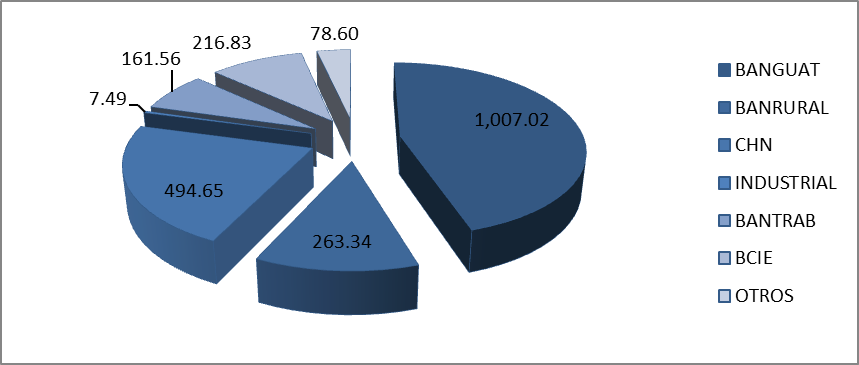 78.60
216.83
161.56
7.49
1,007.02
494.65
263.34
BANGUAT
BANRURAL
CHN
INDUSTRIAL
BANTRAB
BCIE
OTROS